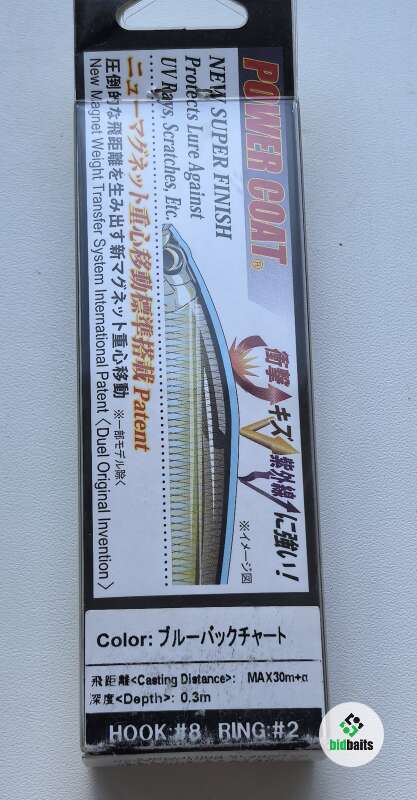 POWER COAT®
NEW SUPER FINISH
Protects Lure Against
UV Rays, Scratches, Etc.
ニューマグネット重心移動標準搭載 Patent
圧倒的な飛距離を生み出す新マグネット重心移動 ※一部モデル除く
New Magnet Weight Transfer System International Patent〈Duel Original Invention〉
衝撃 キズ 紫外線 に強い!
※イメージ図
Color: ブルーバックチャート
飛距離<Casting Distance>: MAX30m+α
深度<Depth>: 0.3m
HOOK:#8 RING:#2
bidbaits